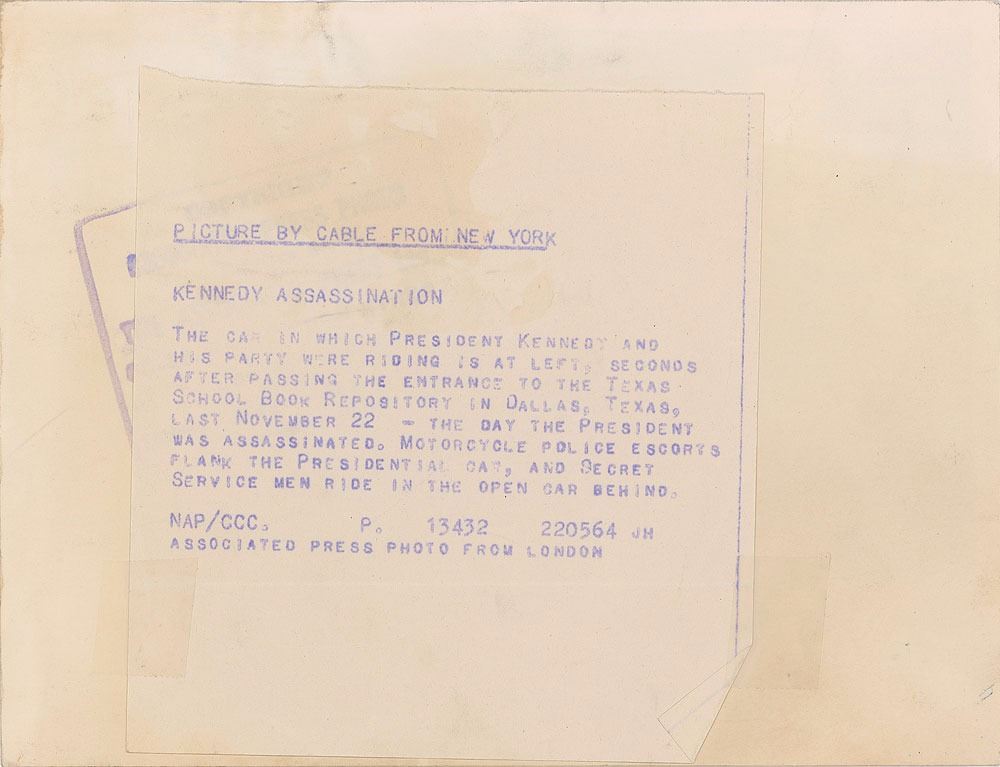 PICTURE BY CABLE FROM NEW YORK
KENNEDY ASSASSINATION
THE CAR IN WHICH PRESIDENT KENNEDY AND
HIS PARTY WERE RIDING IS AT LEFT, SECONDS
AFTER PASSING THE ENTRANCE TO THE TEXAS
SCHOOL BOOK REPOSITORY IN DALLAS, TEXAS,
LAST NOVEMBER 22 - THE DAY THE PRESIDENT
WAS ASSASSINATED. MOTORCYCLE POLICE ESCORTS
FLANK THE PRESIDENTIAL CAR, AND SECRET
SERVICE MEN RIDE IN THE OPEN CAR BEHIND.
NAP/CCC. P. 13432 220564 JH
ASSOCIATED PRESS PHOTO FROM LONDON